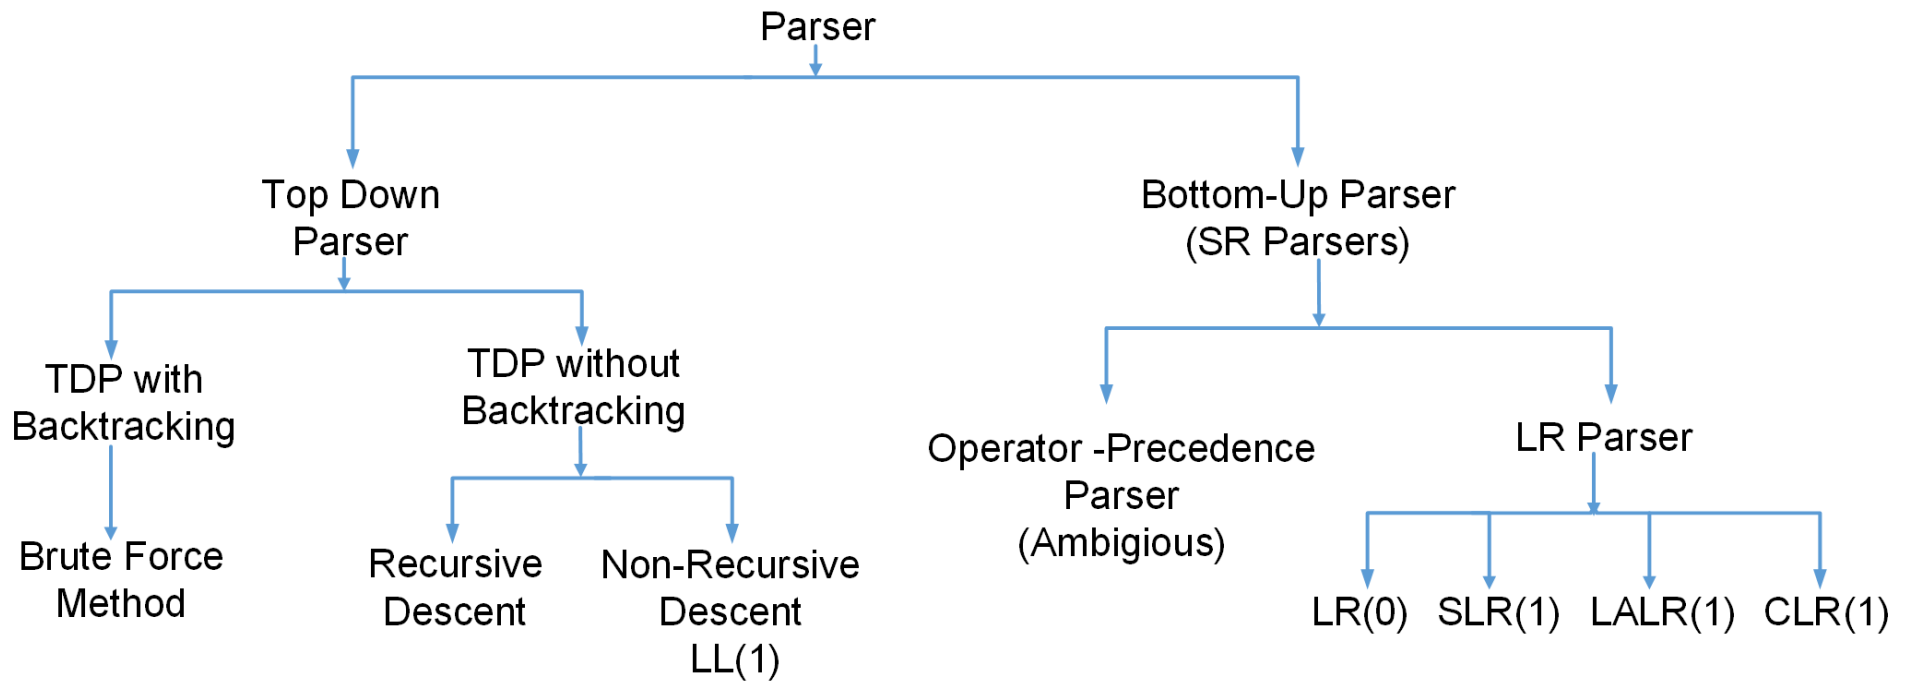 Parser
Top Down
Parser
Bottom-Up Parser
(SR Parsers)
TDP with
Backtracking
TDP without
Backtracking
Operator -Precedence
Parser
(Ambigious)
LR Parser
Brute Force
Method
Recursive
Descent
Non-Recursive
Descent
LL(1)
LR(0)
SLR(1)
LALR(1)
CLR(1)